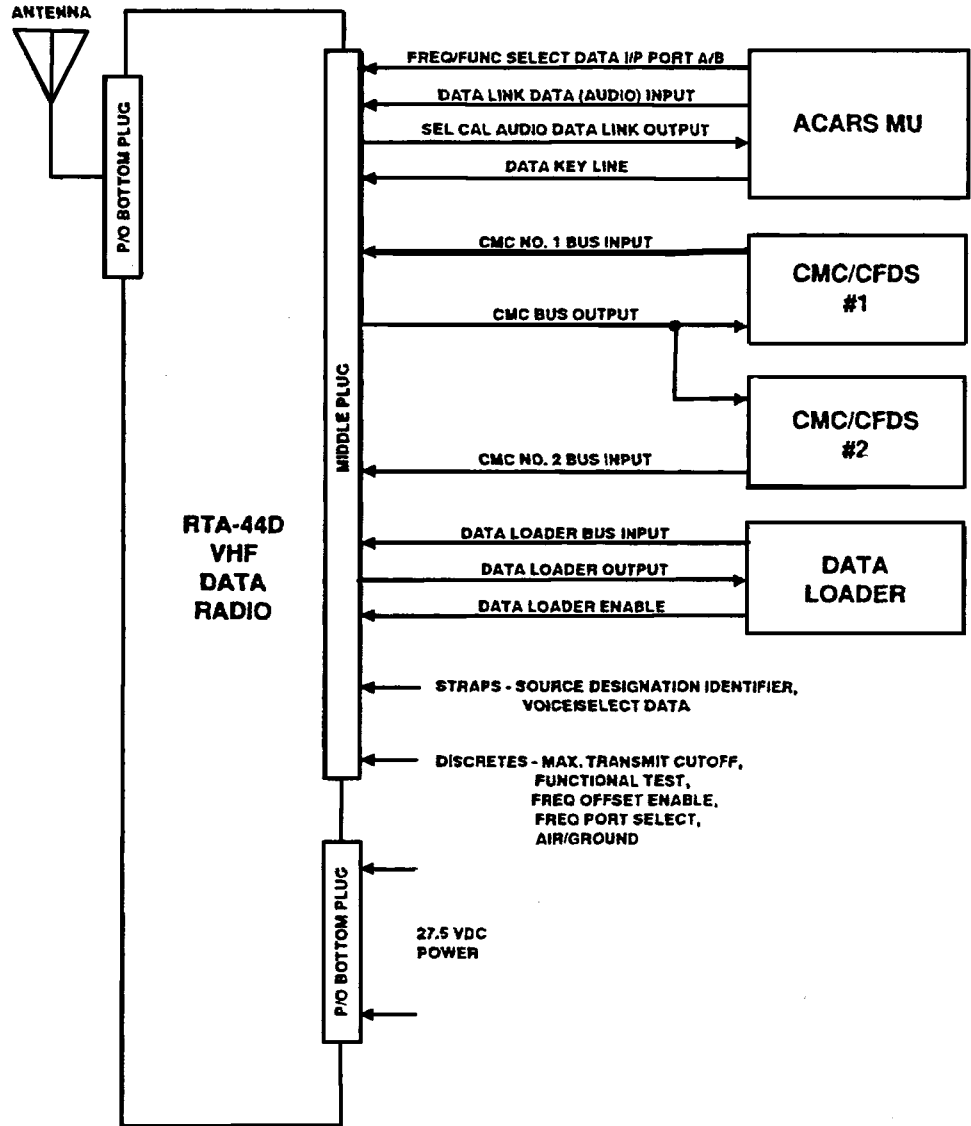 ANTENNA
P/O BOTTOM PLUG
RTA-44D
VHF
DATA
RADIO
MIDDLE PLUG
FREQ/FUNC SELECT DATA I/P PORT A/B
DATA LINK DATA (AUDIO) INPUT
SEL CAL AUDIO DATA LINK OUTPUT
DATA KEY LINE
ACARS MU
CMC NO. 1 BUS INPUT
CMC BUS OUTPUT
CMC/CFDS
#1
CMC/CFDS
#2
CMC NO. 2 BUS INPUT
DATA LOADER BUS INPUT
DATA LOADER OUTPUT
DATA LOADER ENABLE
DATA
LOADER
STRAPS - SOURCE DESIGNATION IDENTIFIER,
VOICE/SELECT DATA
DISCRETES - MAX. TRANSMIT CUTOFF,
FUNCTIONAL TEST,
FREQ OFFSET ENABLE,
FREQ PORT SELECT,
AIR/GROUND
P/O BOTTOM PLUG
27.5 VDC
POWER